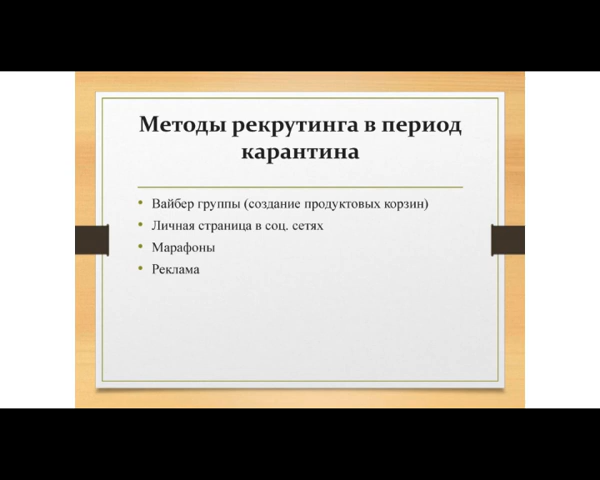 Методы рекрутинга в период
карантина
• Вайбер группы (создание продуктовых корзин)
• Личная страница в соц. сетях
• Марафоны
• Реклама